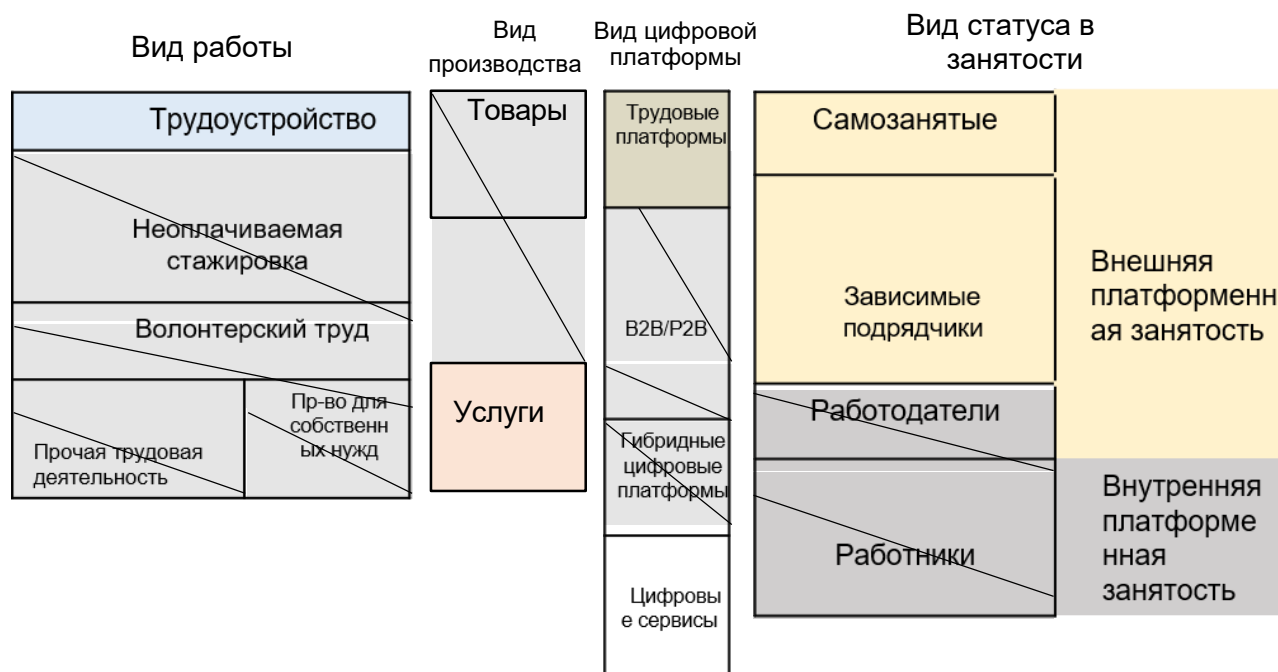 Вид работы
Вид
производства
Вид цифровой
платформы
Вид статуса в
занятости
Трудоустройство
Неоплачиваемая
стажировка
Волонтерский труд
Прочая трудовая
деятельность
Пр-во для
собственн
ых нужд
Товары
Услуги
Трудовые
платформы
B2B/P2B
Гибридные
цифровые
платформы
Цифровы
е сервисы
Самозанятые
Зависимые
подрядчики
Работодатели
Работники
Внешняя
платформенн
ая занятость
Внутренняя
платформе
нная
занятость